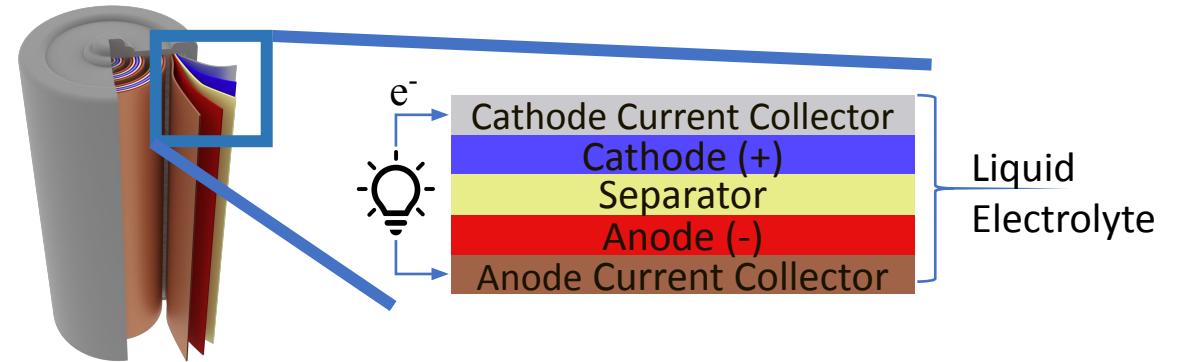 e-
Cathode Current Collector
Cathode (+)
Separator
Anode (-)
Anode Current Collector
Liquid
Electrolyte